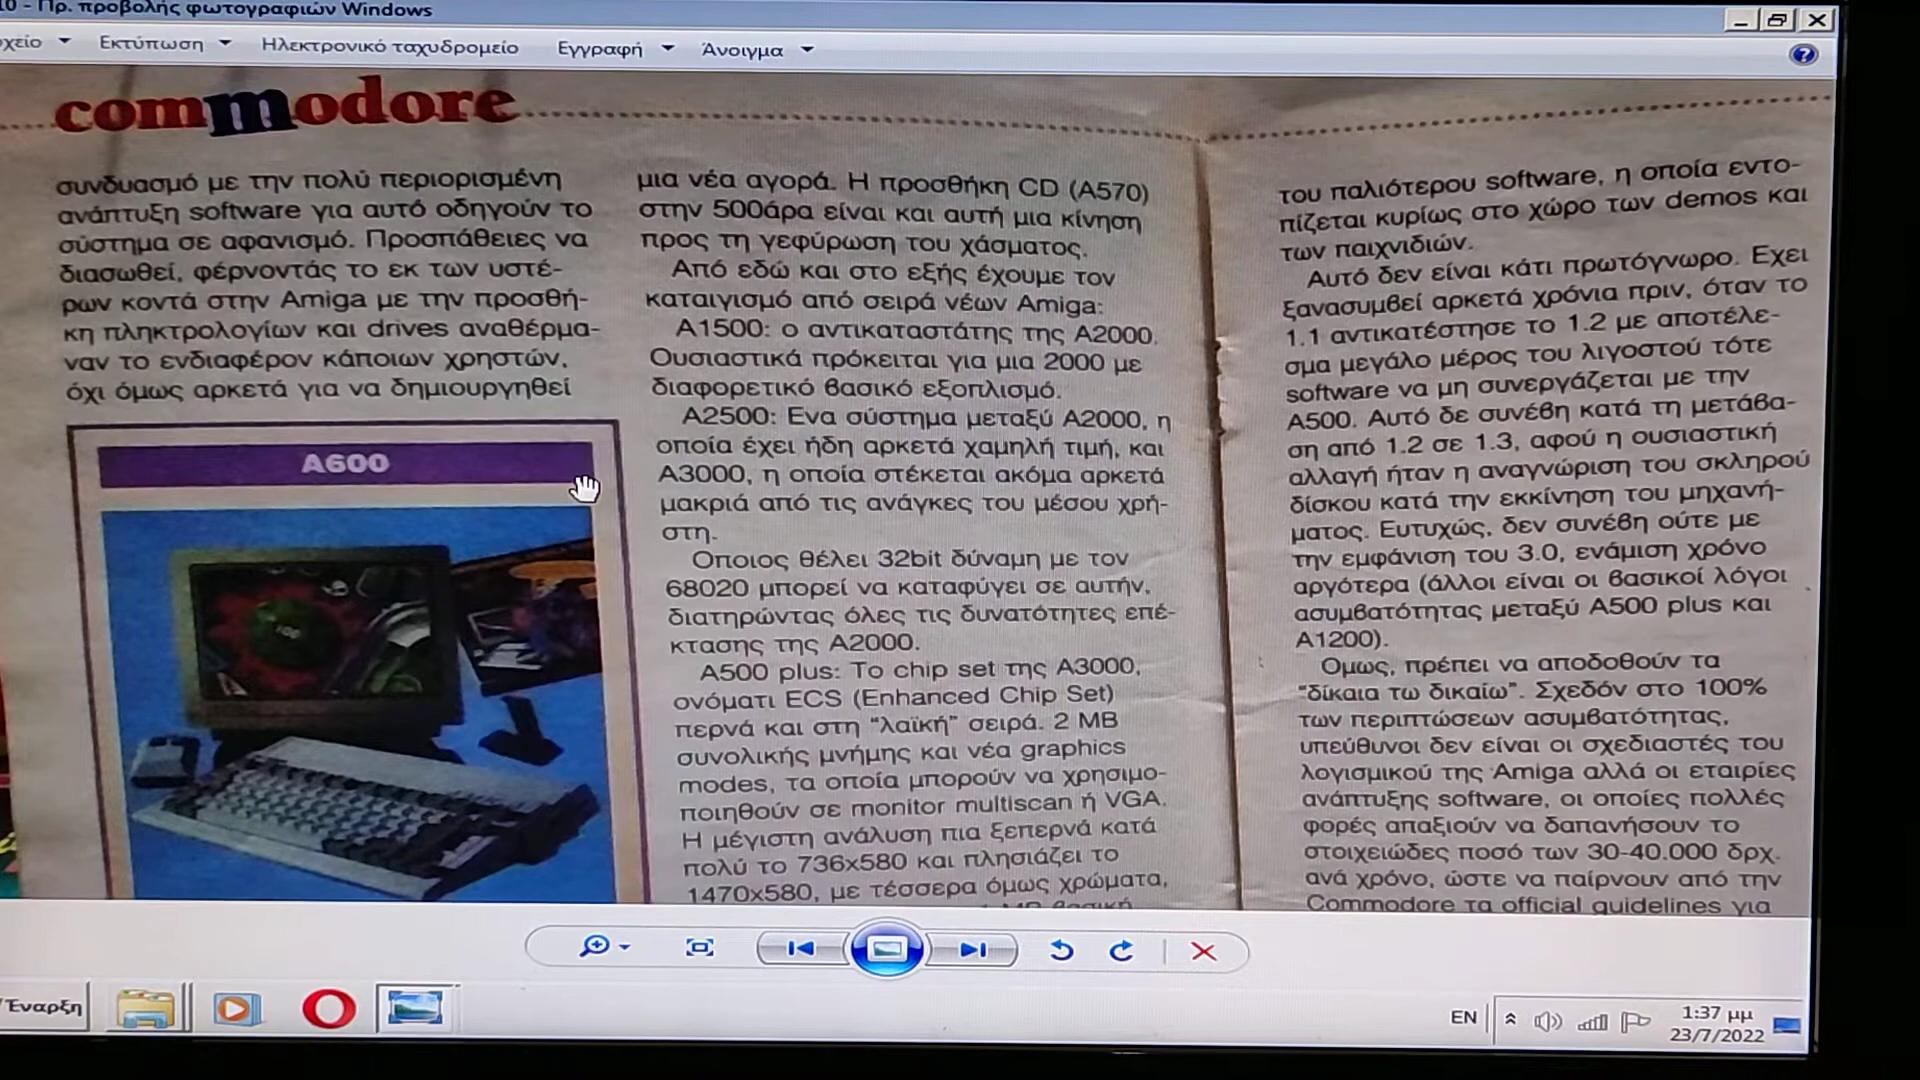 10 - Πρ. προβολής φωτογραφιών Windows
Εκτύπωση
Ηλεκτρονικό ταχυδρομείο
Εγγραφή
Άνοιγμα
commodore
συνδυασμό με την πολύ περιορισμένη
ανάπτυξη software για αυτό οδηγούν το
σύστημα σε αφανισμό. Προσπάθειες να
διασωθεί, φέρνοντάς το εκ των υστέ-
ρων κοντά στην Amiga με την προσθή-
κη πληκτρολογίων και drives αναθέρμα-
ναν το ενδιαφέρον κάποιων χρηστών,
όχι όμως αρκετά για να δημιουργηθεί
A600
μια νέα αγορά. Η προσθήκη CD (A570)
στην 500άρα είναι και αυτή μια κίνηση
προς τη γεφύρωση του χάσματος.
Από εδώ και στο εξής έχουμε τον
καταιγισμό από σειρά νέων Amiga:
A1500: ο αντικαταστάτης της A2000.
Ουσιαστικά πρόκειται για μια 2000 με
διαφορετικό βασικό εξοπλισμό.
A2500: Ενα σύστημα μεταξύ A2000, η
οποία έχει ήδη αρκετά χαμηλή τιμή, και
A3000, η οποία στέκεται ακόμα αρκετά
μακριά από τις ανάγκες του μέσου χρή-
στη.
Οποιος θέλει 32bit δύναμη με τον
68020 μπορεί να καταφύγει σε αυτήν,
διατηρώντας όλες τις δυνατότητες επέ-
κτασης της A2000.
A500 plus: Το chip set της A3000,
ονόματι ECS (Enhanced Chip Set)
περνά και στη "λαϊκή" σειρά. 2 MB
συνολικής μνήμης και νέα graphics
modes, τα οποία μπορούν να χρησιμο-
ποιηθούν σε monitor multiscan ή VGA.
Η μέγιστη ανάλυση πια ξεπερνά κατά
πολύ το 736x580 και πλησιάζει το
1470x580, με τέσσερα όμως χρώματα,
του παλιότερου software, η οποία εντο-
πίζεται κυρίως στο χώρο των demos και
των παιχνιδιών.
Αυτό δεν είναι κάτι πρωτόγνωρο. Εχει
ξανασυμβεί αρκετά χρόνια πριν, όταν το
1.1 αντικατέστησε το 1.2 με αποτέλε-
σμα μεγάλο μέρος του λιγοστού τότε
software να μη συνεργάζεται με την
A500. Αυτό δε συνέβη κατά τη μετάβα-
ση από 1.2 σε 1.3, αφού η ουσιαστική
αλλαγή ήταν η αναγνώριση του σκληρού
δίσκου κατά την εκκίνηση του μηχανή-
ματος. Ευτυχώς, δεν συνέβη ούτε με
την εμφάνιση του 3.0, ενάμιση χρόνο
αργότερα (άλλοι είναι οι βασικοί λόγοι
ασυμβατότητας μεταξύ A500 plus και
A1200).
Ομως, πρέπει να αποδοθούν τα
"δίκαια τω δικαίω". Σχεδόν στο 100%
των περιπτώσεων ασυμβατότητας,
υπεύθυνοι δεν είναι οι σχεδιαστές του
λογισμικού της Amiga αλλά οι εταιρίες
ανάπτυξης software, οι οποίες πολλές
φορές απαξιούν να δαπανήσουν το
στοιχειώδες ποσό των 30-40.000 δρχ.
ανά χρόνο, ώστε να παίρνουν από την
Commodore τα official guidelines για
Έναρξη
EN
1:37 μμ
23/7/2022